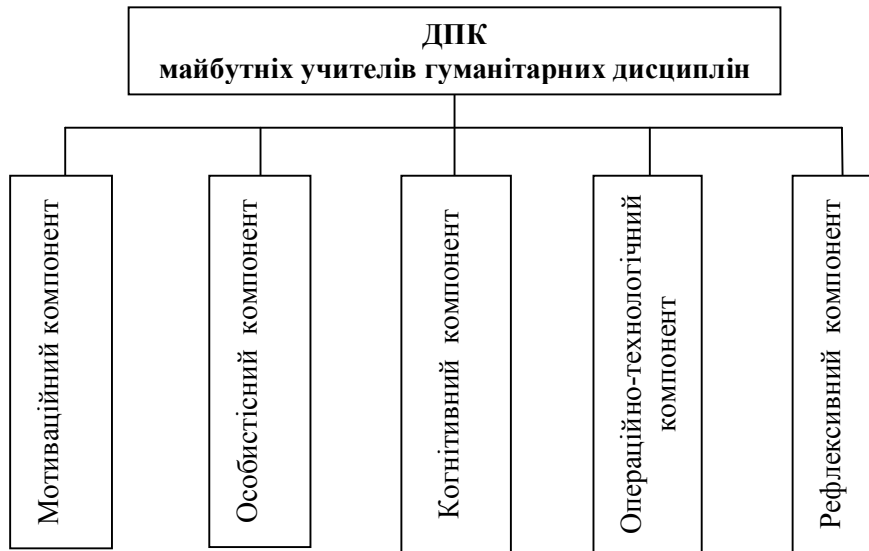 ДПК
майбутніх учителів гуманітарних дисциплін
Мотиваційний компонент
Особистісний компонент
Когнітивний компонент
Операційно-технологічний
компонент
Рефлексивний компонент